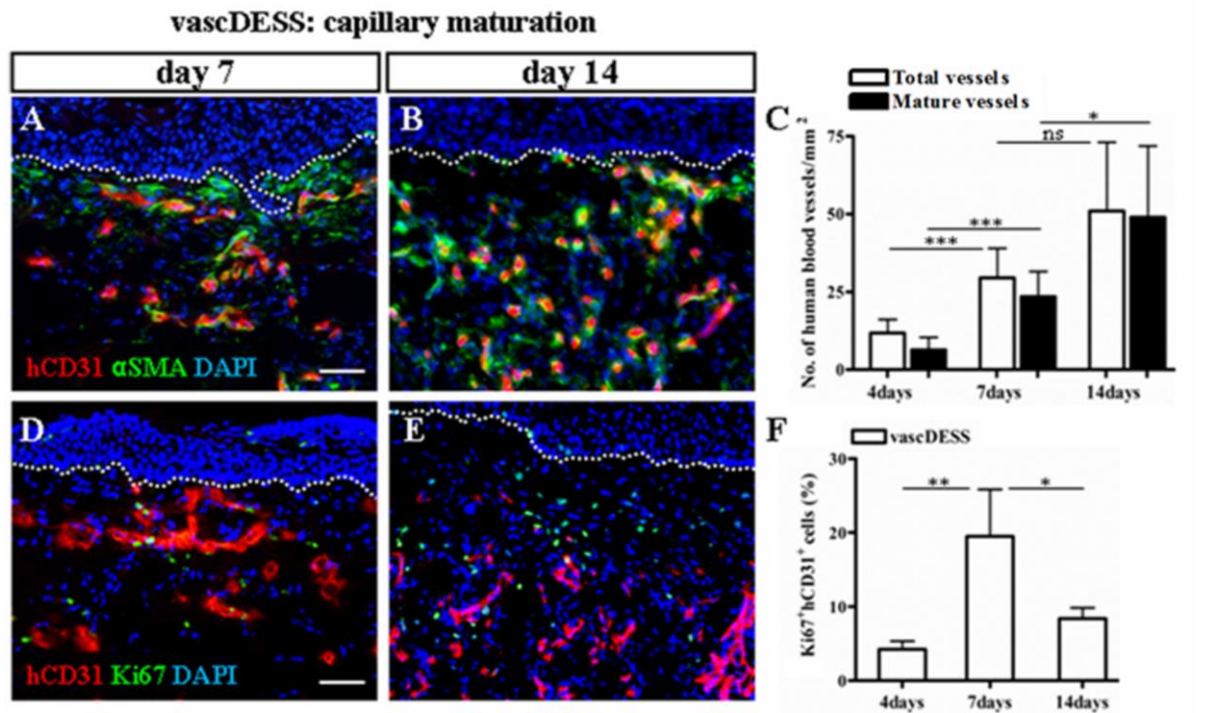 vascDESS: capillary maturation
day 7
day 14
A
hCD31 αSMA DAPI
B
C
Total vessels
Mature vessels
No. of human blood vessels/mm²
75
50
25
0
***
***
ns
*
4days
7days
14days
D
hCD31 Ki67 DAPI
E
F
vascDESS
Ki67⁺hCD31⁺ cells (%)
30
20
10
0
**
*
4days
7days
14days